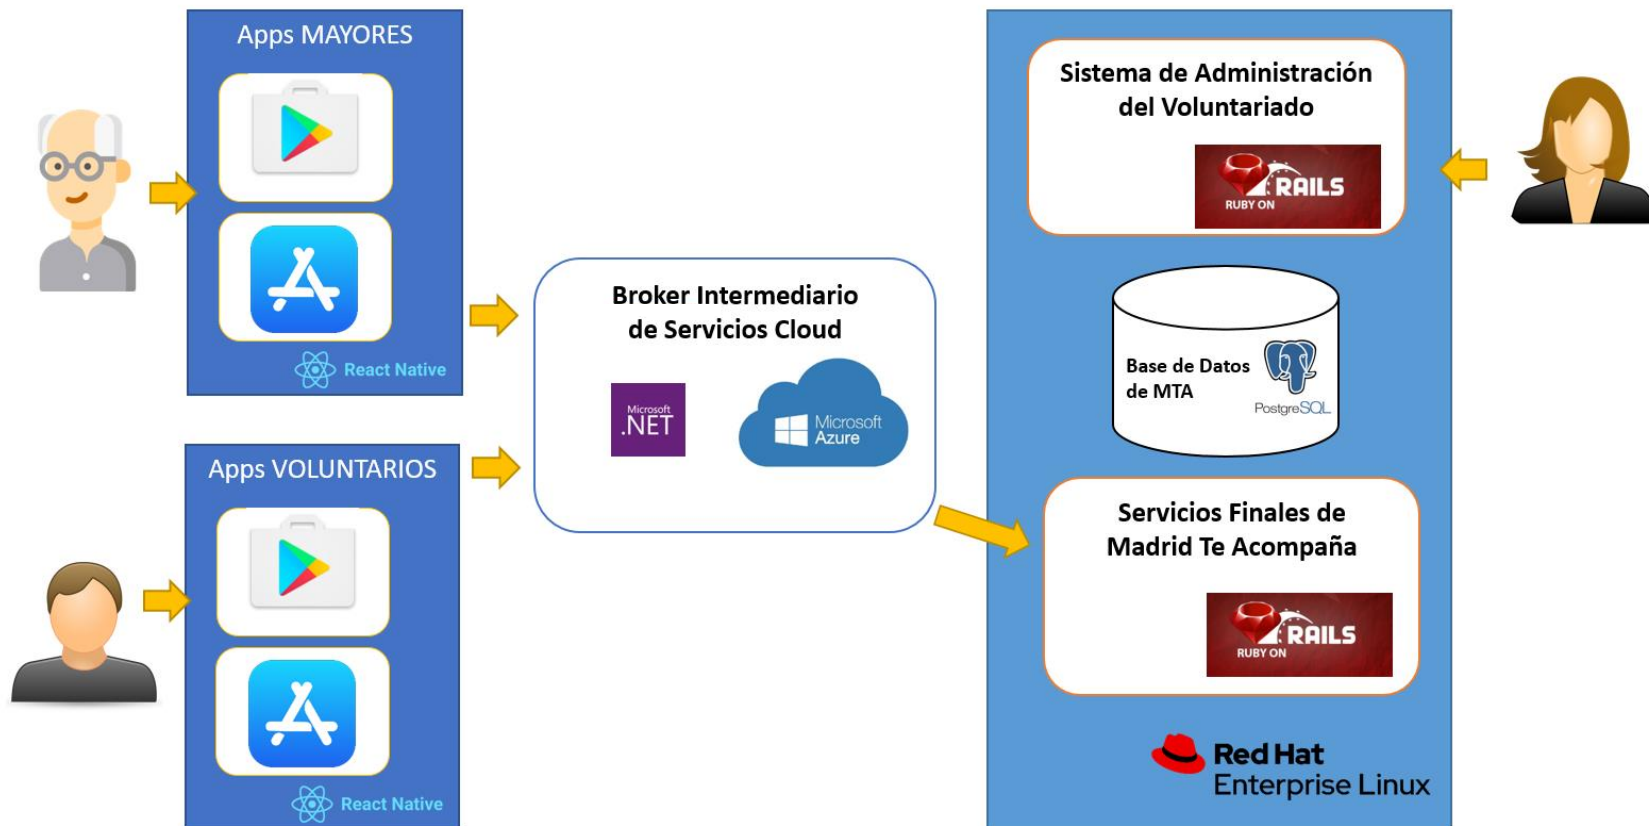 Apps MAYORES
React Native
Apps VOLUNTARIOS
React Native
Broker Intermediario
de Servicios Cloud
Microsoft
.NET
Microsoft
Azure
Sistema de Administración
del Voluntariado
RAILS
RUBY ON
Base de Datos
de MTA
PostgreSQL
Servicios Finales de
Madrid Te Acompaña
RAILS
RUBY ON
Red Hat
Enterprise Linux